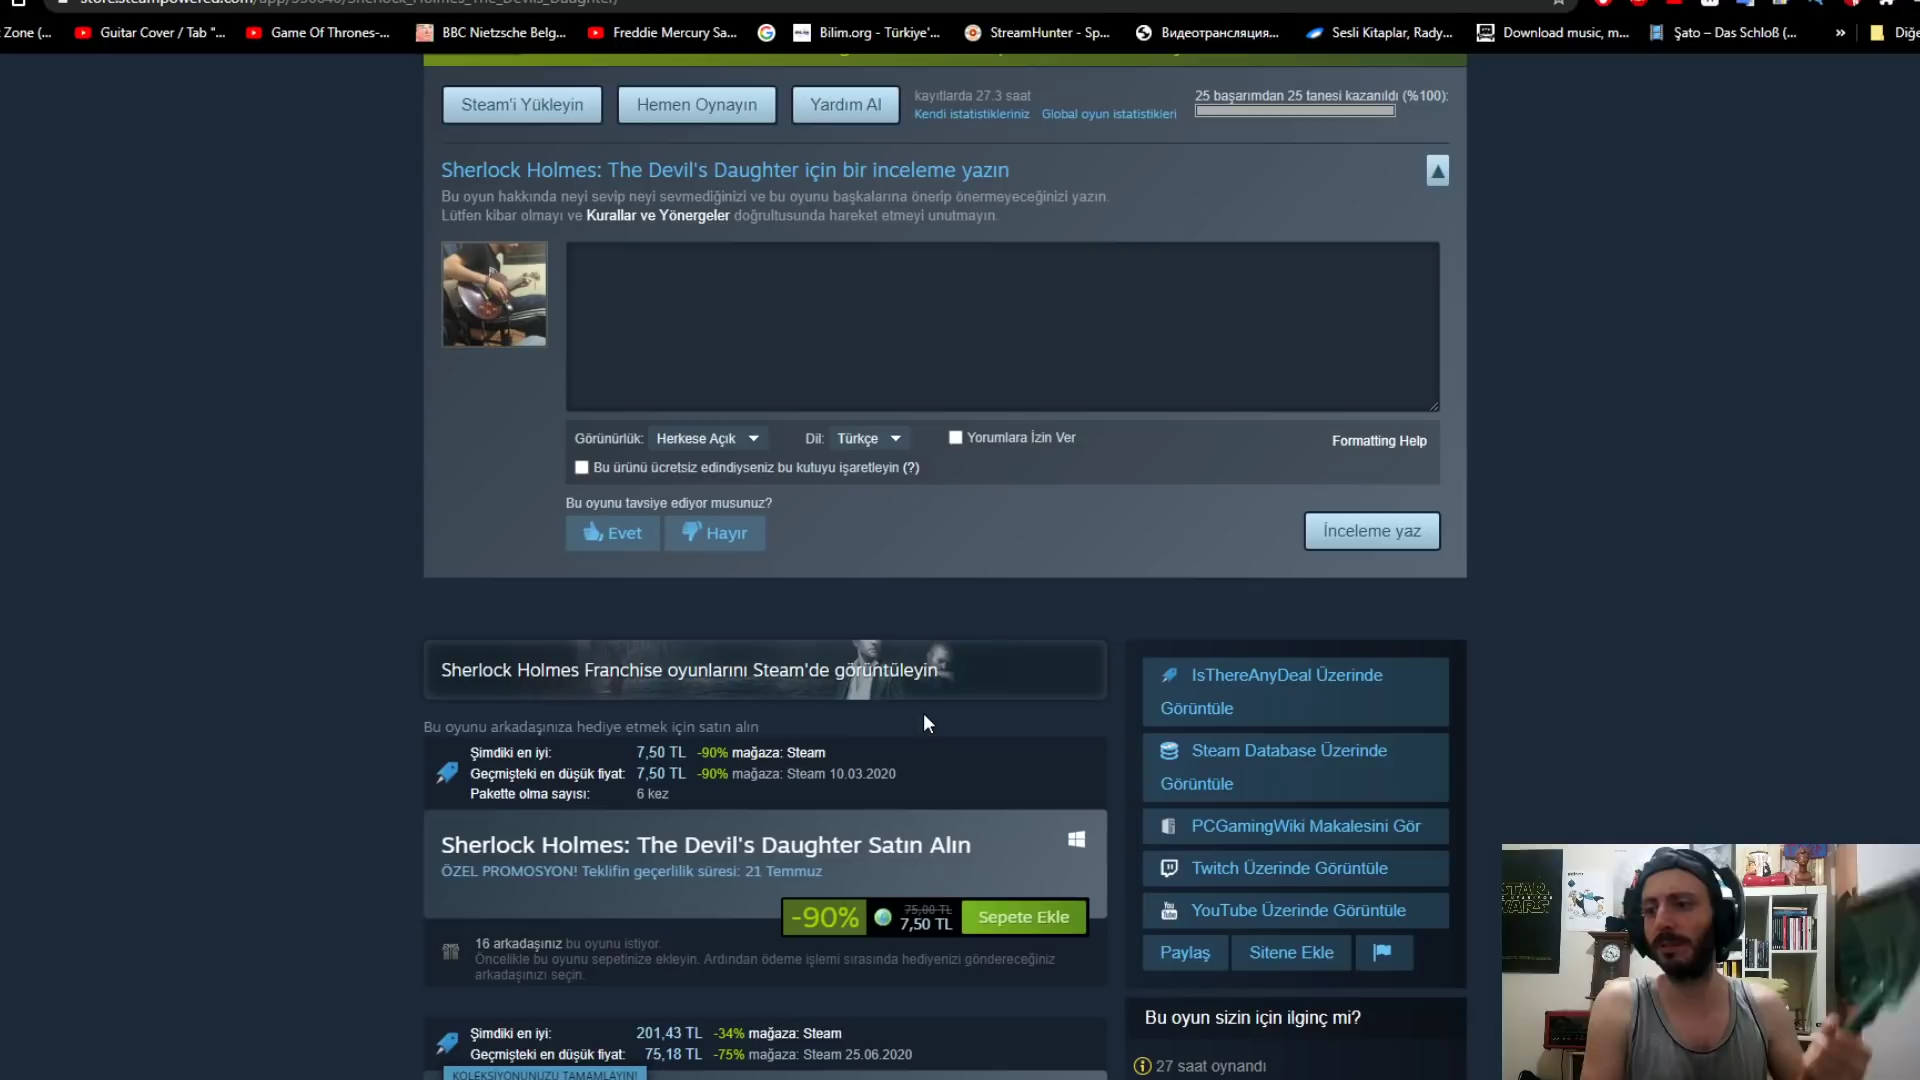 Zone (...
Guitar Cover / Tab "...
Game Of Thrones-...
BBC Nietzsche Belg...
Freddie Mercury Sa...
Bilim.org - Türkiye'...
StreamHunter - Sp...
Видеотрансляция...
Sesli Kitaplar, Rady...
Download music, m...
Şato – Das Schloß (...
»
Diğe
Steam'i Yükleyin
Hemen Oynayın
Yardım Al
kayıtlarda 27.3 saat
Kendi istatistikleriniz Global oyun istatistikleri
25 başarımdan 25 tanesi kazanıldı (%100):
Sherlock Holmes: The Devil's Daughter için bir inceleme yazın
Bu oyun hakkında neyi sevip neyi sevmediğinizi ve bu oyunu başkalarına önerip önermeyeceğinizi yazın.
Lütfen kibar olmayı ve Kurallar ve Yönergeler doğrultusunda hareket etmeyi unutmayın.
Görünürlük: Herkese Açık
Dil: Türkçe
Yorumlara İzin Ver
Formatting Help
Bu ürünü ücretsiz edindiyseniz bu kutuyu işaretleyin (?)
Bu oyunu tavsiye ediyor musunuz?
Evet
Hayır
İnceleme yaz
Sherlock Holmes Franchise oyunlarını Steam'de görüntüleyin
Bu oyunu arkadaşınıza hediye etmek için satın alın
Şimdiki en iyi: 7,50 TL -90% mağaza: Steam
Geçmişteki en düşük fiyat: 7,50 TL -90% mağaza: Steam 10.03.2020
Pakette olma sayısı: 6 kez
Sherlock Holmes: The Devil's Daughter Satın Alın
ÖZEL PROMOSYON! Teklifin geçerlilik süresi: 21 Temmuz
-90%
75,00 TL
7,50 TL
Sepete Ekle
16 arkadaşınız bu oyunu istiyor.
Öncelikle bu oyunu sepetinize ekleyin. Ardından ödeme işlemi sırasında hediyenizi göndereceğiniz
arkadaşınızı seçin.
Şimdiki en iyi: 201,43 TL -34% mağaza: Steam
Geçmişteki en düşük fiyat: 75,18 TL -75% mağaza: Steam 25.06.2020
KOLEKSİYONUNUZU TAMAMLAYIN!
IsThereAnyDeal Üzerinde
Görüntüle
Steam Database Üzerinde
Görüntüle
PCGamingWiki Makalesini Gör
Twitch Üzerinde Görüntüle
You
YouTube Üzerinde Görüntüle
Paylaş
Sitene Ekle
Bu oyun sizin için ilginç mi?
27 saat oynandı
STAR
WARS